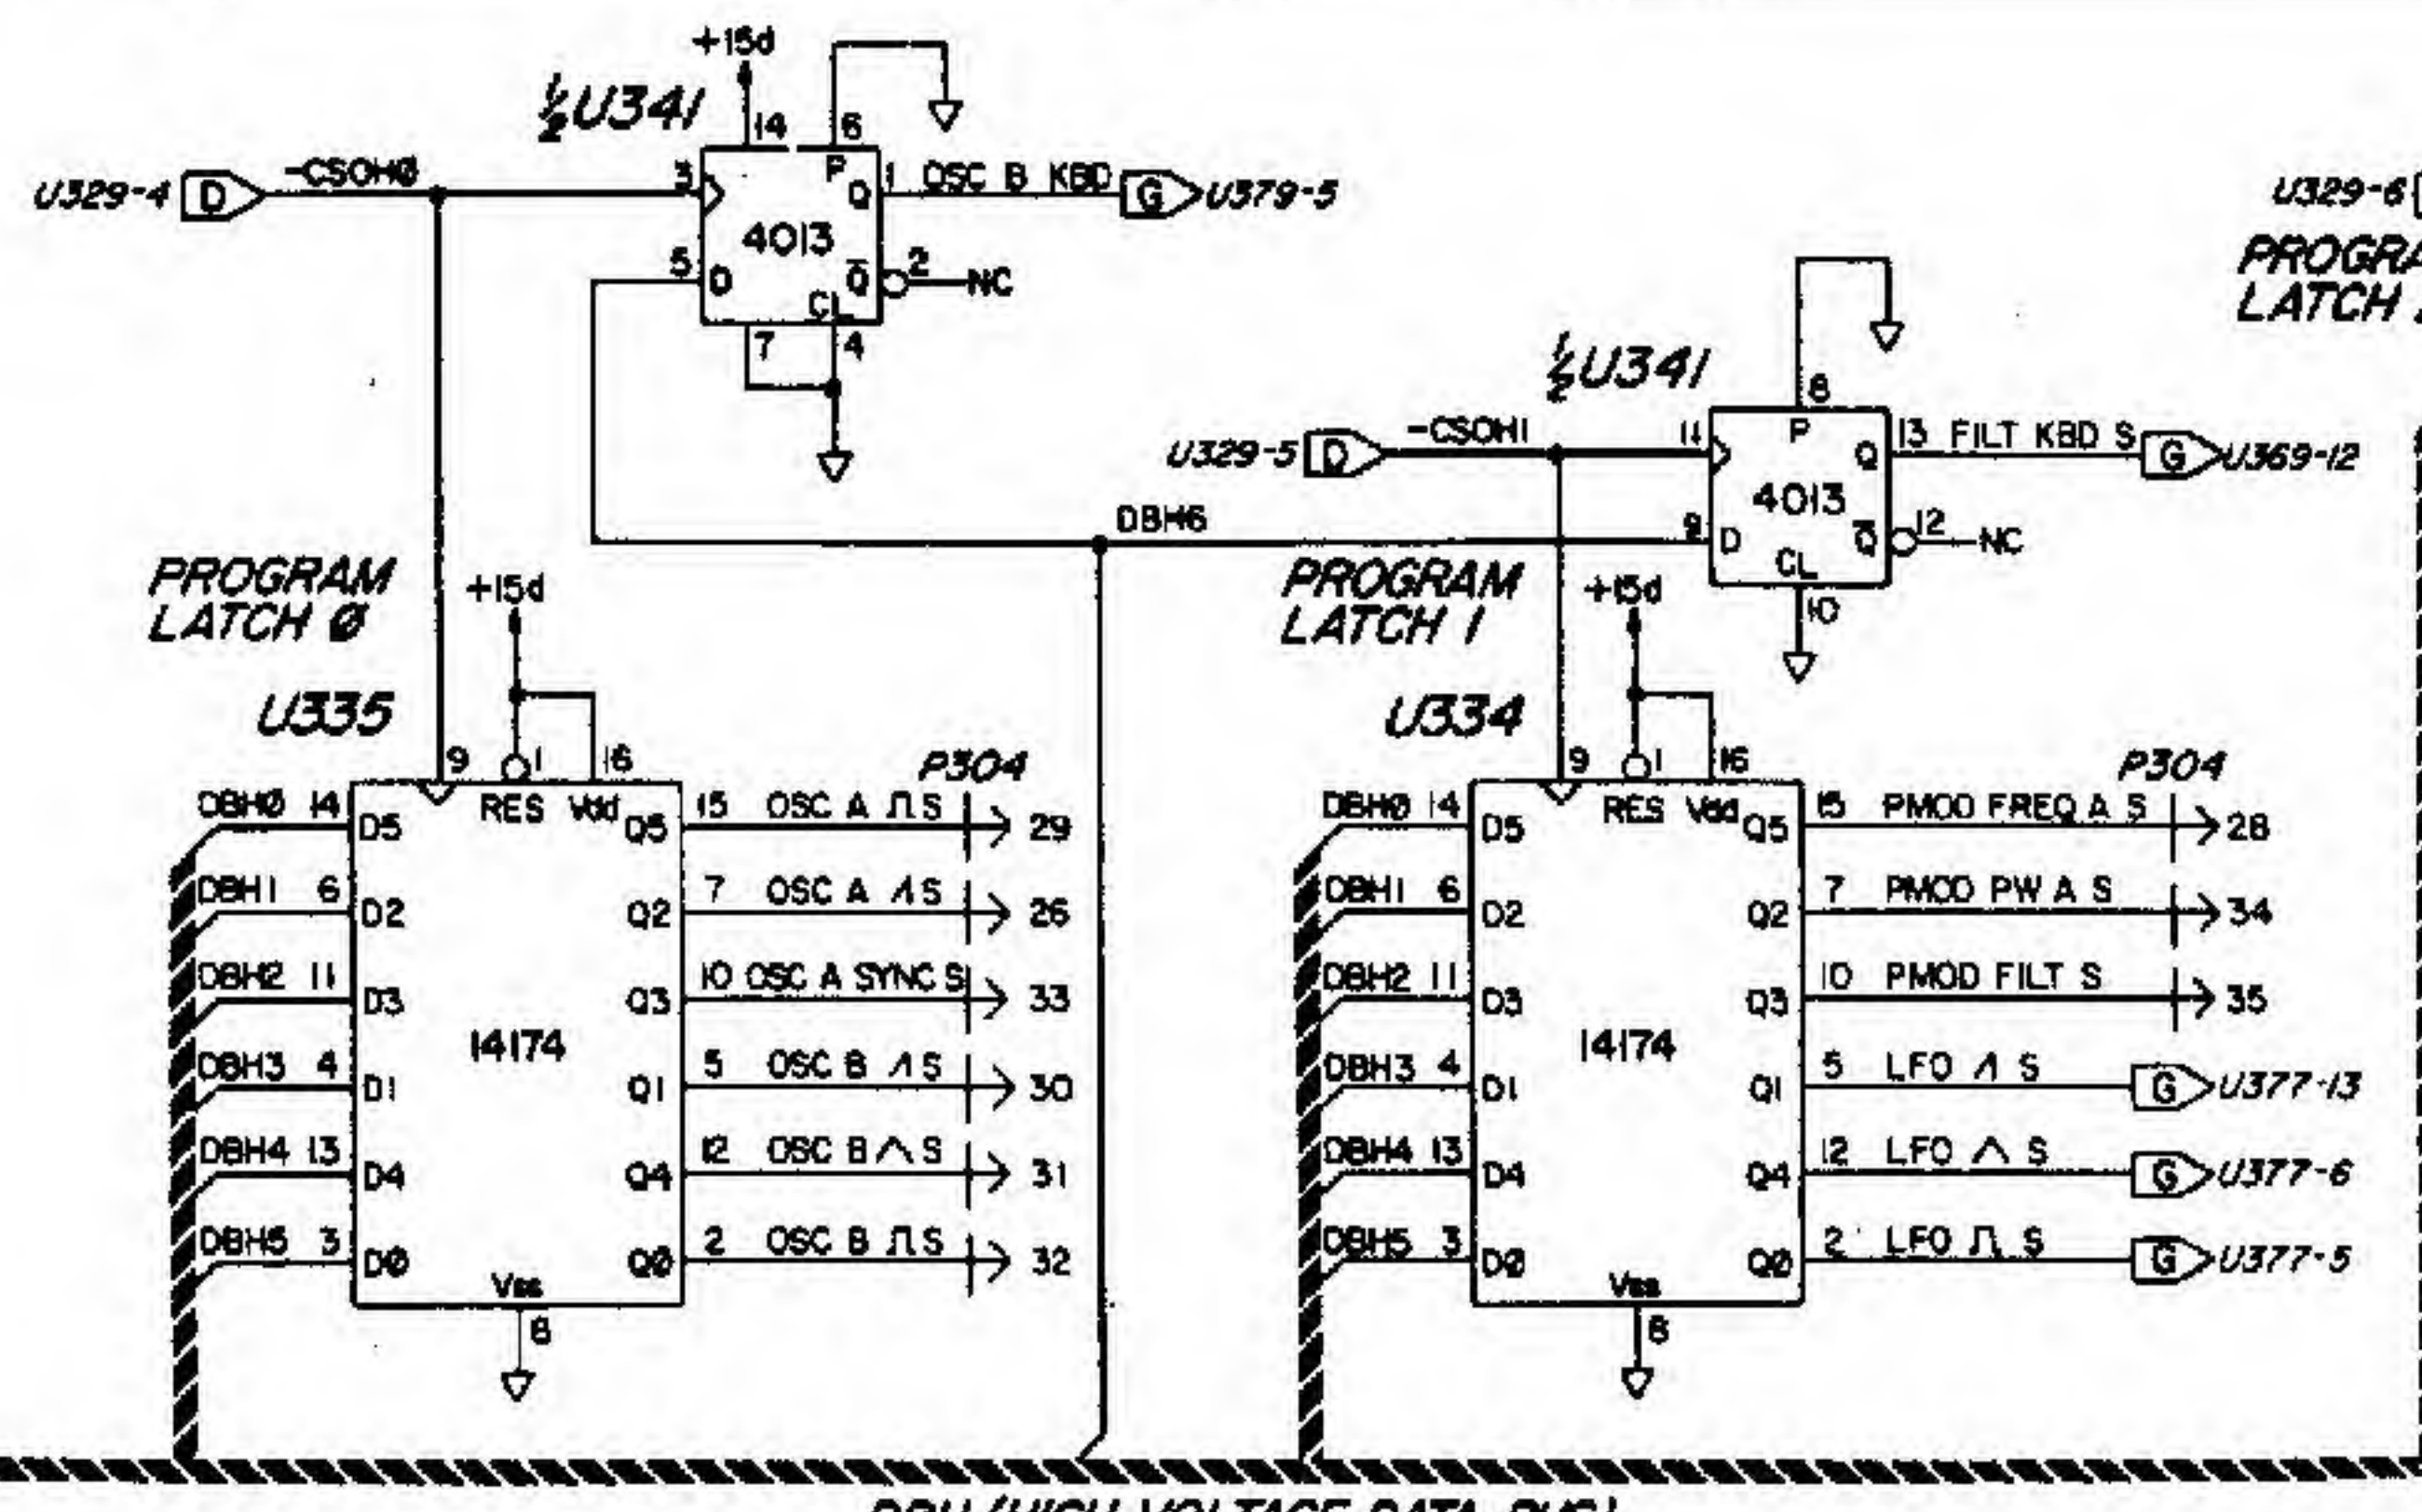 +15d
½U341
14
6
U329-4 D -CSOHØ
3
P
Q
1
OSC B KBD
G U379-5
4013
5
D
CL
Q̅
2
NC
7
4
U329-6
PROGRA
LATCH
½U341
8
U329-5 D -CSOH1
11
P
Q
13
FILT KBD S
G U369-12
4013
DBH6
9
D
CL
Q̅
12
NC
10
PROGRAM
LATCH Ø
+15d
U335
9
1
16
P304
RES
Vdd
DBHØ 14 D5
Q5 15 OSC A ⎍ S 29
DBH1 6 D2
Q2 7 OSC A ⩘ S 26
DBH2 11 D3
Q3 10 OSC A SYNC S 33
14174
DBH3 4 D1
Q1 5 OSC B ⩘ S 30
DBH4 13 D4
Q4 12 OSC B ∧ S 31
DBH5 3 DØ
QØ 2 OSC B ⎍ S 32
Vss
8
PROGRAM
LATCH 1
+15d
U334
9
1
16
P304
RES
Vdd
DBHØ 14 D5
Q5 15 PMOD FREQ A S 28
DBH1 6 D2
Q2 7 PMOD PW A S 34
DBH2 11 D3
Q3 10 PMOD FILT S 35
14174
DBH3 4 D1
Q1 5 LFO ⩘ S G U377-13
DBH4 13 D4
Q4 12 LFO ∧ S G U377-6
DBH5 3 DØ
QØ 2 LFO ⎍ S G U377-5
Vss
8
(HIGH VOLTAGE DATA BUS)